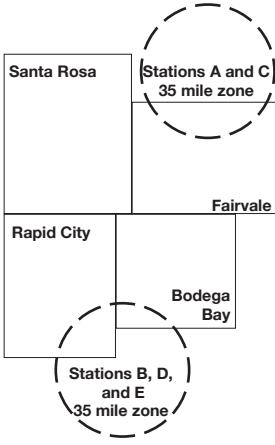 Santa Rosa
Stations A and C
35 mile zone
Fairvale
Rapid City
Bodega
Bay
Stations B, D,
and E
35 mile zone